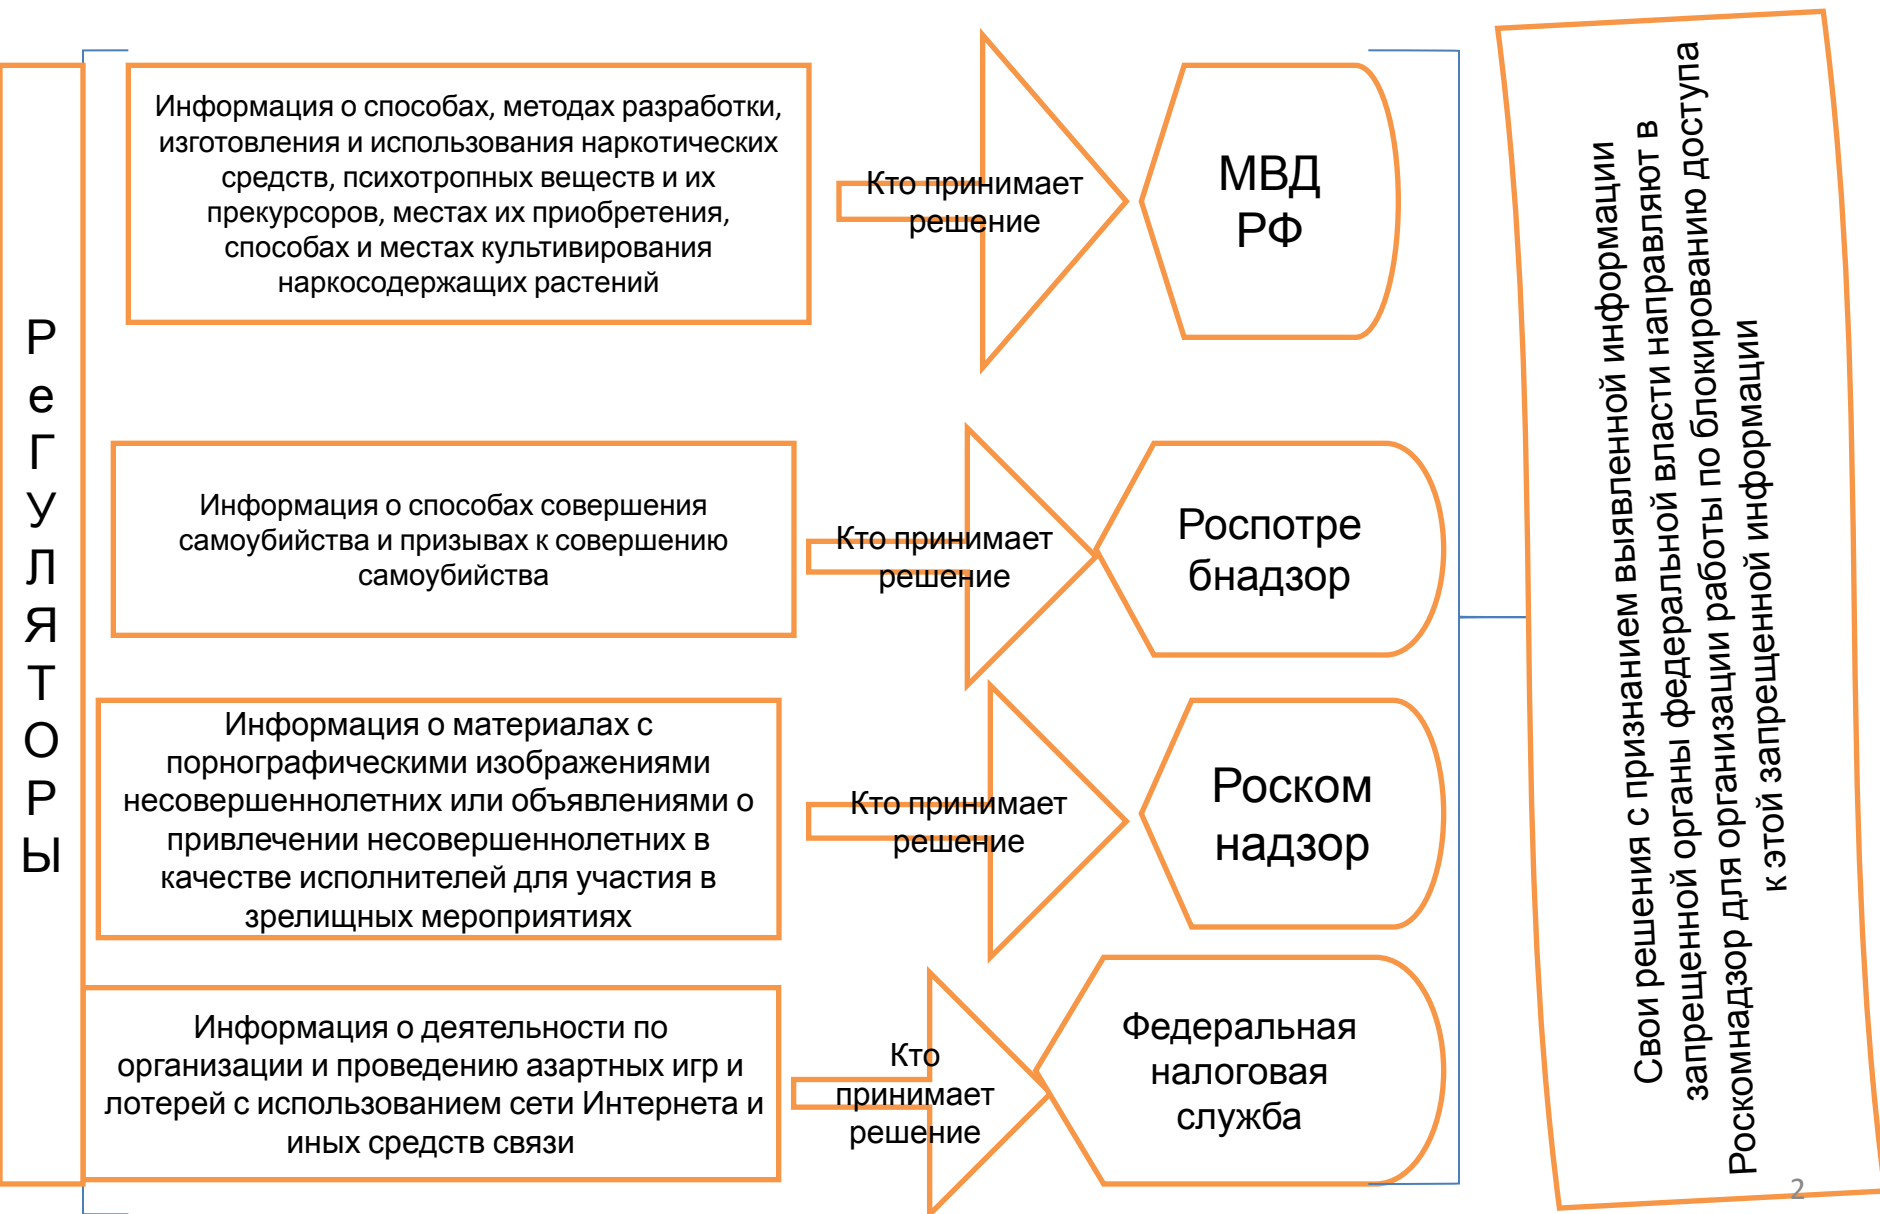 РеГУЛЯТОРЫ
Информация о способах, методах разработки,
изготовления и использования наркотических
средств, психотропных веществ и их
прекурсоров, местах их приобретения,
способах и местах культивирования
наркосодержащих растений
Кто принимает
решение
МВД
РФ
Информация о способах совершения
самоубийства и призывах к совершению
самоубийства
Кто принимает
решение
Роспотре
бнадзор
Информация о материалах с
порнографическими изображениями
несовершеннолетних или объявлениями о
привлечении несовершеннолетних в
качестве исполнителей для участия в
зрелищных мероприятиях
Кто принимает
решение
Роском
надзор
Информация о деятельности по
организации и проведению азартных игр и
лотерей с использованием сети Интернета и
иных средств связи
Кто
принимает
решение
Федеральная
налоговая
служба
Свои решения с признанием выявленной информации
запрещенной органы федеральной власти направляют в
Роскомнадзор для организации работы по блокированию доступа
к этой запрещенной информации
2